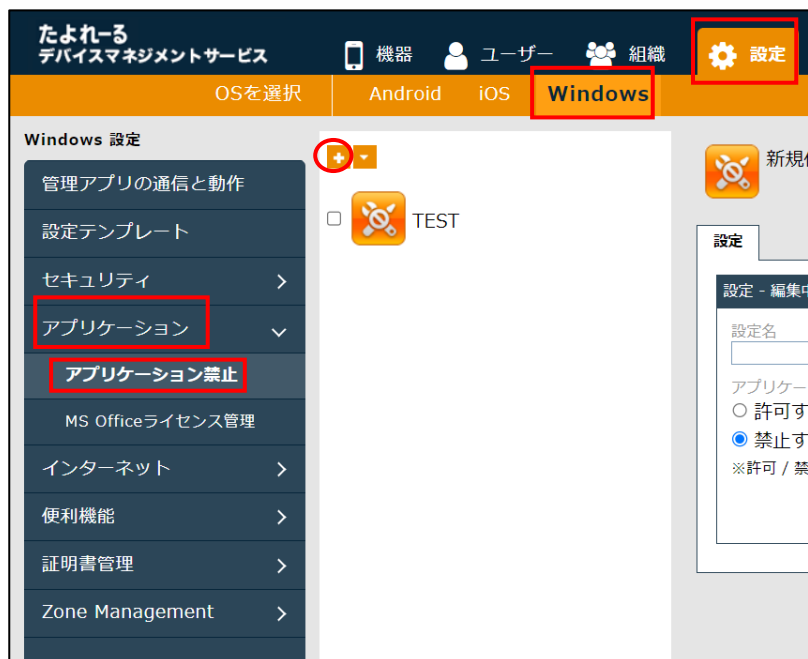 たよれーる
デバイスマネジメントサービス
機器
ユーザー
組織
設定
OSを選択
Android
iOS
Windows
Windows 設定
管理アプリの通信と動作
設定テンプレート
セキュリティ
アプリケーション
アプリケーション禁止
MS Officeライセンス管理
インターネット
便利機能
証明書管理
Zone Management
TEST
新規
設定
設定 - 編集中
設定名
アプリケー
許可す
禁止す
※許可 / 禁